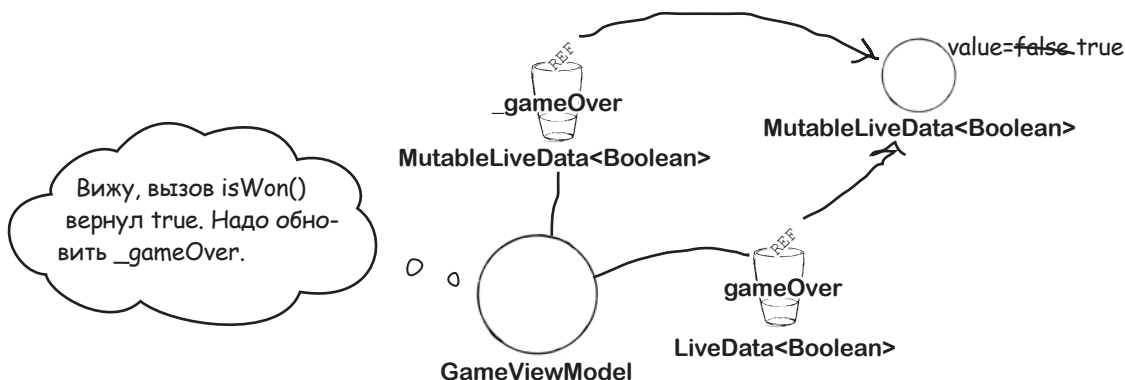 REF
value=false true
_gameOver
MutableLiveData<Boolean>
MutableLiveData<Boolean>
Вижу, вызов isWon()
вернул true. Надо обно-
вить _gameOver.
REF
gameOver
LiveData<Boolean>
GameViewModel